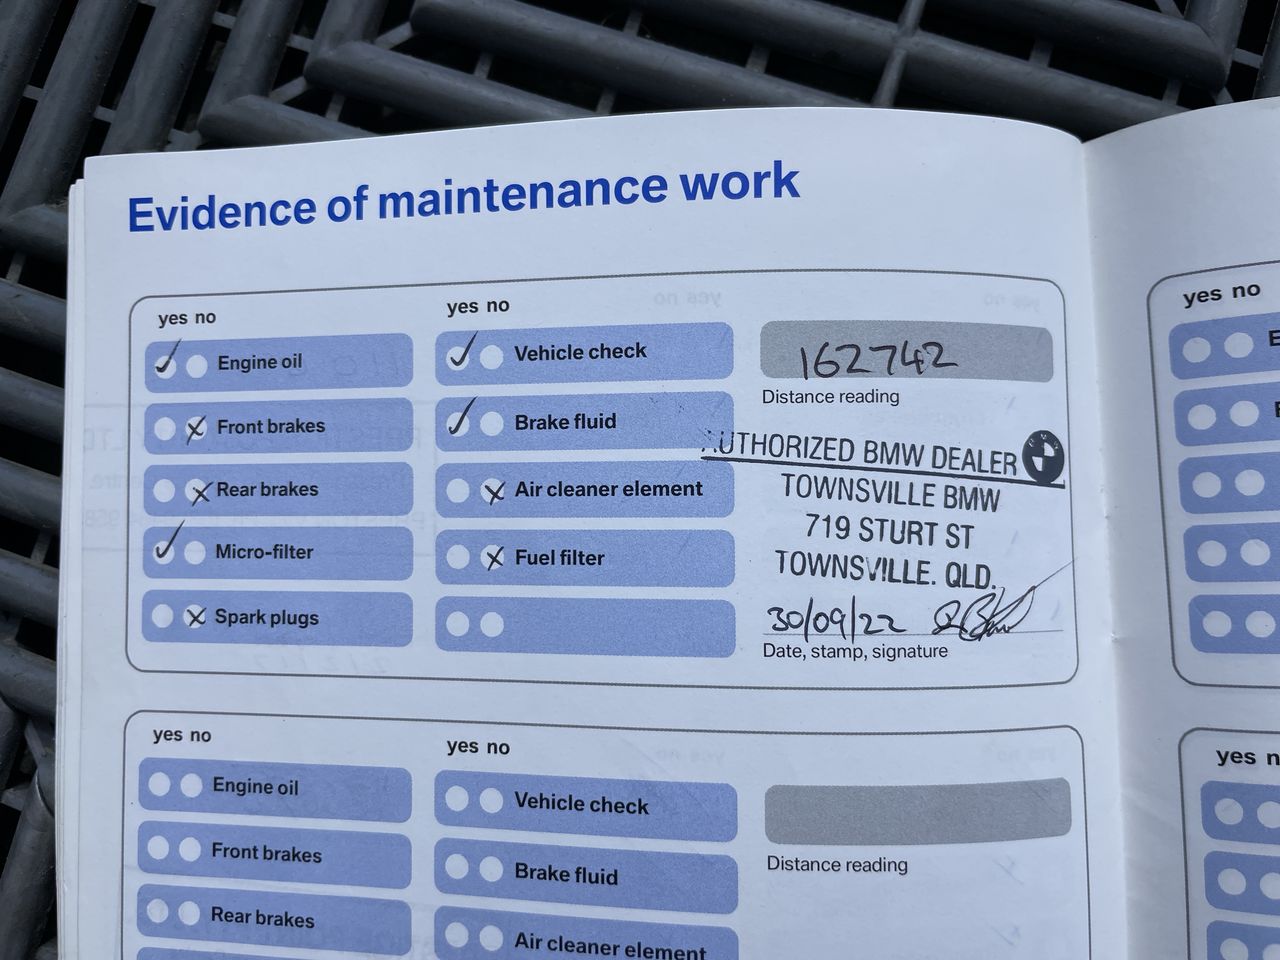 Evidence of maintenance work
yes no
Engine oil
Front brakes
Rear brakes
Micro-filter
Spark plugs
yes no
Vehicle check
Brake fluid
Air cleaner element
Fuel filter
162742
Distance reading
AUTHORIZED BMW DEALER
TOWNSVILLE BMW
719 STURT ST
TOWNSVILLE. QLD.
30/09/22
Date, stamp, signature
yes no
Engine oil
Front brakes
Rear brakes
yes no
Vehicle check
Brake fluid
Air cleaner element
Distance reading
yes no
yes n